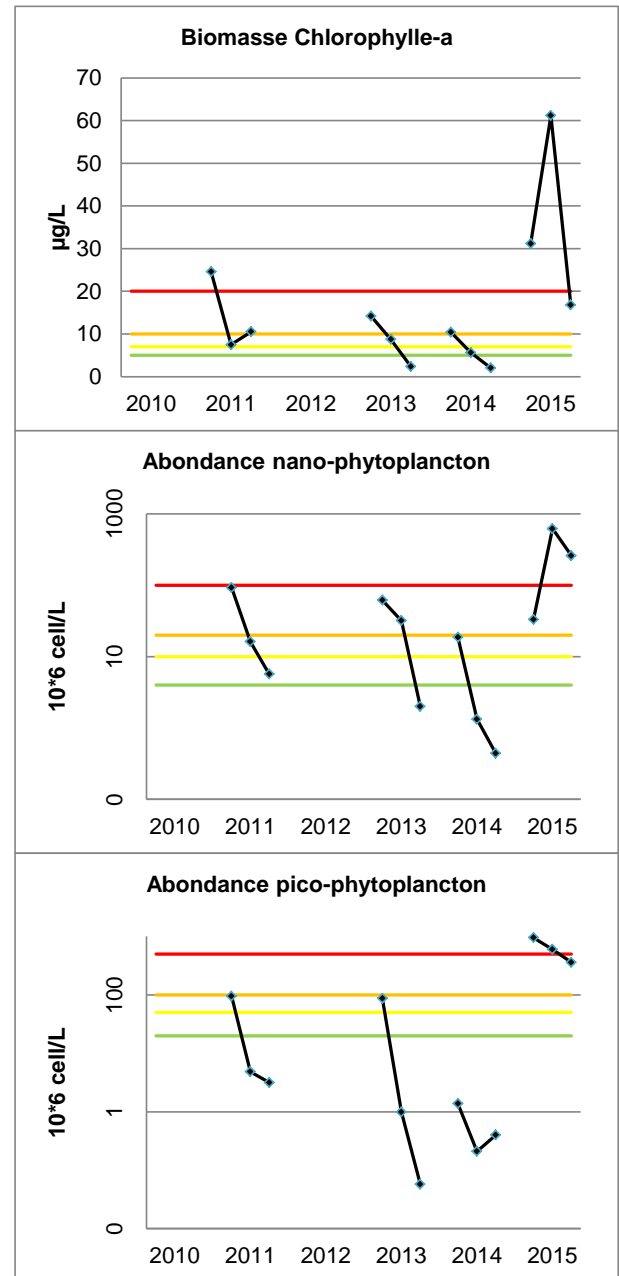 Biomasse Chlorophylle-a
70
60
50
40
30
20
10
0
µg/L
2010 2011 2012 2013 2014 2015
Abondance nano-phytoplancton
1000
10
0
10*6 cell/L
2010 2011 2012 2013 2014 2015
Abondance pico-phytoplancton
100
1
0
10*6 cell/L
2010 2011 2012 2013 2014 2015